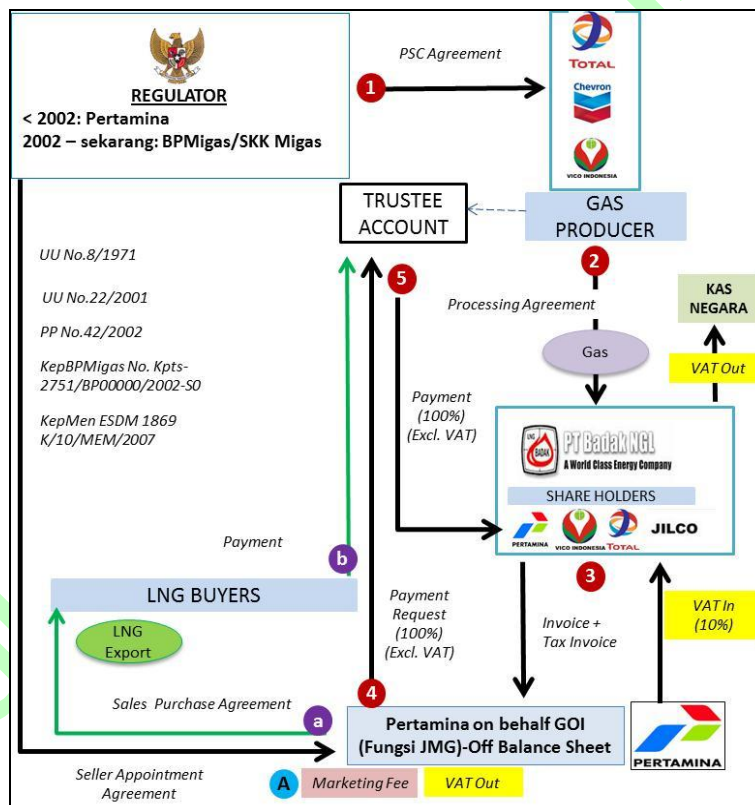 REGULATOR
< 2002: Pertamina
2002 – sekarang: BPMigas/SKK Migas
PSC Agreement
1
TOTAL
Chevron
VICO INDONESIA
GAS
PRODUCER
TRUSTEE
ACCOUNT
2
5
UU No.8/1971
UU No.22/2001
PP No.42/2002
KepBPMigas No. Kpts-
2751/BP00000/2002-S0
KepMen ESDM 1869
K/10/MEM/2007
Processing Agreement
Gas
KAS
NEGARA
VAT Out
Payment
(100%)
(Excl. VAT)
LNG
BADAK
PT Badak NGL
A World Class Energy Company
SHARE HOLDERS
PERTAMINA
VICO INDONESIA
TOTAL
JILCO
3
Payment
b
LNG BUYERS
LNG
Export
Payment
Request
(100%)
(Excl. VAT)
Invoice +
Tax Invoice
VAT In
(10%)
4
Sales Purchase Agreement
a
Pertamina on behalf GOI
(Fungsi JMG)-Off Balance Sheet
PERTAMINA
Seller Appointment
Agreement
A
Marketing Fee
VAT Out